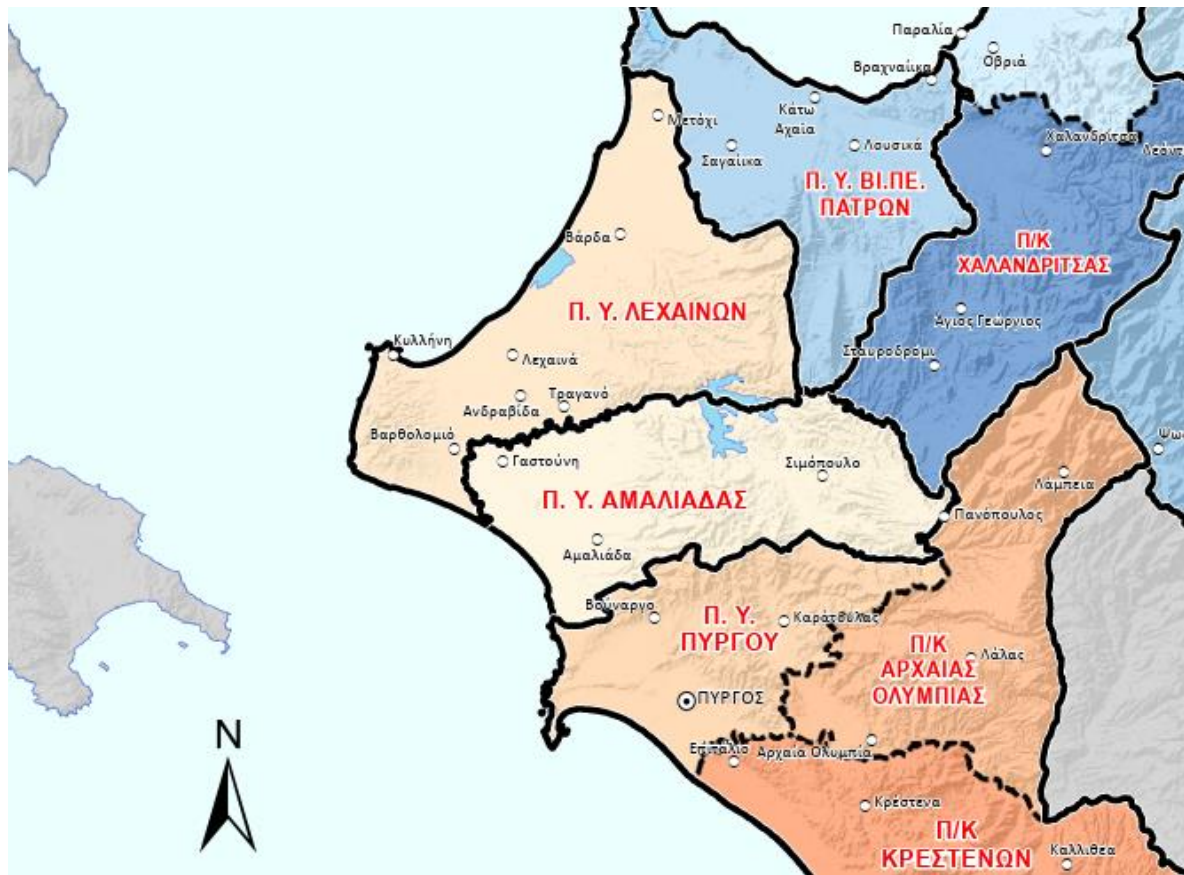 Παραλία
Οβριά
Βραχναίικα
Κάτω
Αχαΐα
Μετόχι
Σαγαίικα
Λουσικά
Χαλανδρίτσα
Λεόντ
Π. Υ. ΒΙ.ΠΕ.
ΠΑΤΡΩΝ
Βάρδα
Π/Κ
ΧΑΛΑΝΔΡΙΤΣΑΣ
Π. Υ. ΛΕΧΑΙΝΩΝ
Άγιος Γεώργιος
Κυλλήνη
Λεχαινά
Σταυροδρόμι
Ανδραβίδα
Τραγανό
Βαρθολομιό
Ψω
Γαστούνη
Σιμόπουλο
Λάμπεια
Π. Υ. ΑΜΑΛΙΑΔΑΣ
Πανόπουλος
Αμαλιάδα
Βούναργο
Π. Υ.
ΠΥΡΓΟΥ
Καράτουλας
Π/Κ
ΑΡΧΑΙΑΣ
ΟΛΥΜΠΙΑΣ
Λάλας
ΠΥΡΓΟΣ
N
Επιτάλιο
Αρχαία Ολυμπία
Κρέστενα
Π/Κ
ΚΡΕΣΤΕΝΩΝ
Καλλιθέα